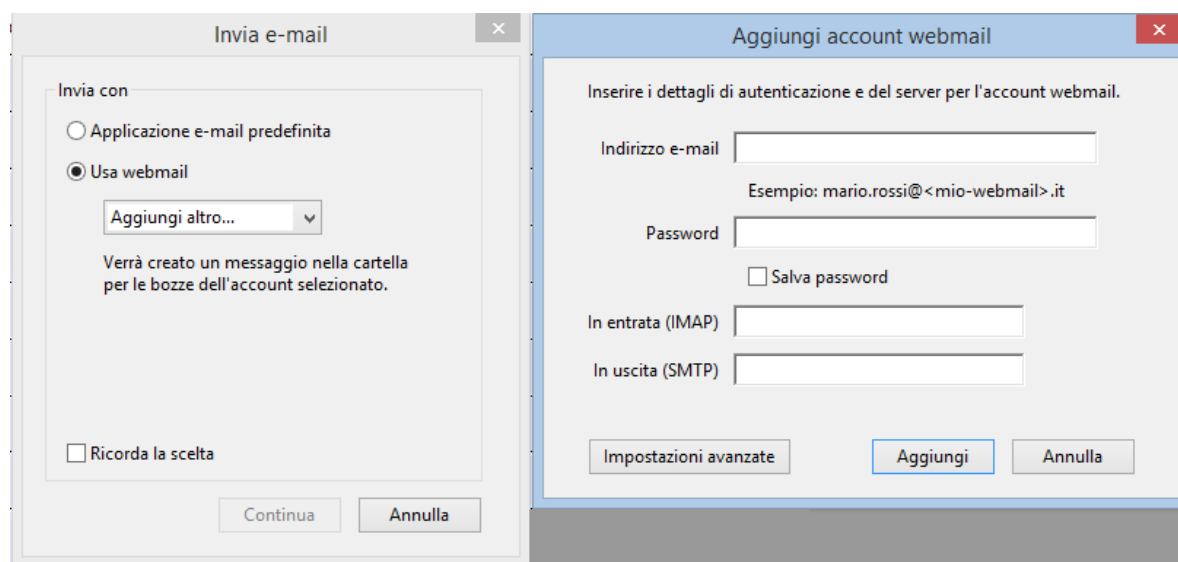 Invia e-mail
Invia con
Applicazione e-mail predefinita
Usa webmail
Aggiungi altro...
Verrà creato un messaggio nella cartella
per le bozze dell'account selezionato.
Ricorda la scelta
Continua
Annulla
Aggiungi account webmail
Inserire i dettagli di autenticazione e del server per l'account webmail.
Indirizzo e-mail
Esempio: mario.rossi@<mio-webmail>.it
Password
Salva password
In entrata (IMAP)
In uscita (SMTP)
Impostazioni avanzate
Aggiungi
Annulla